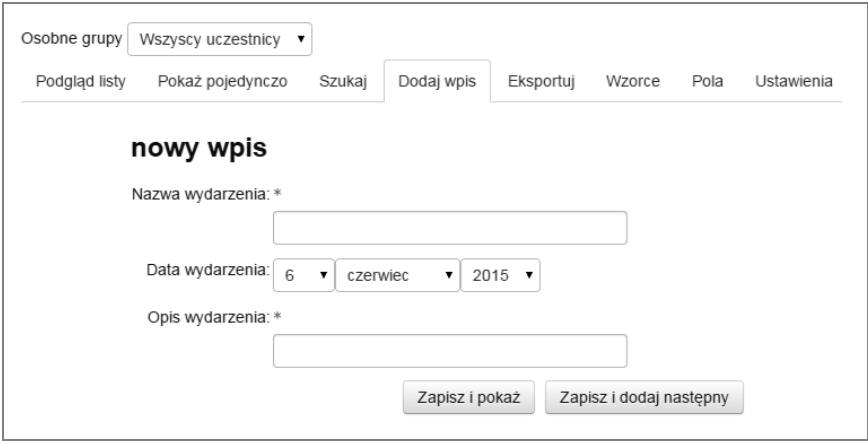 Osobne grupy Wszyscy uczestnicy
Podgląd listy Pokaż pojedynczo Szukaj Dodaj wpis Eksportuj Wzorce Pola Ustawienia
nowy wpis
Nazwa wydarzenia: *
Data wydarzenia: 6 czerwiec 2015
Opis wydarzenia: *
Zapisz i pokaż Zapisz i dodaj następny